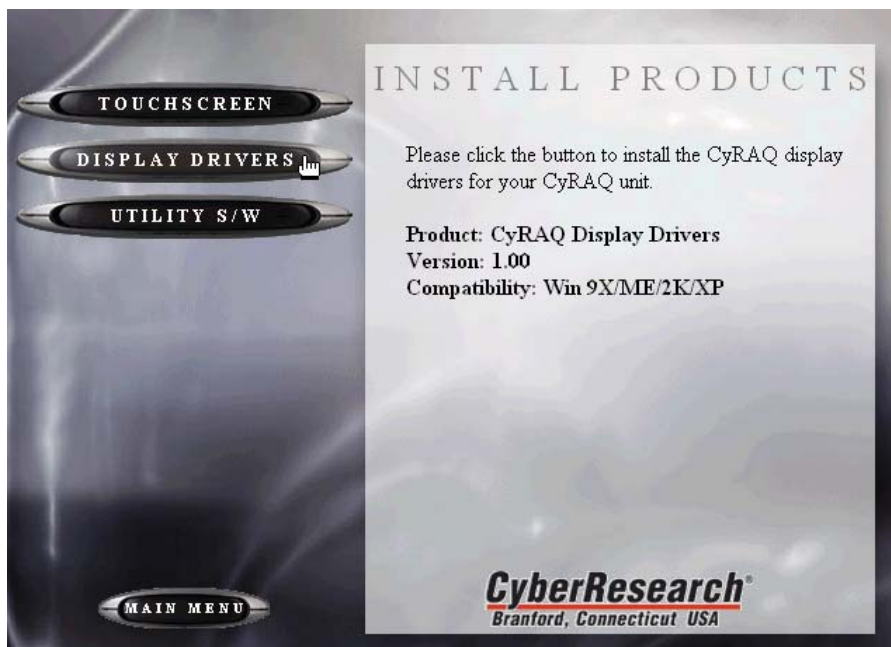 INSTALL PRODUCTS
TOUCHSCREEN
DISPLAY DRIVERS
UTILITY S/W
Please click the button to install the CyRAQ display
drivers for your CyRAQ unit.
Product: CyRAQ Display Drivers
Version: 1.00
Compatibility: Win 9X/ME/2K/XP
MAIN MENU
CyberResearch®
Branford, Connecticut USA